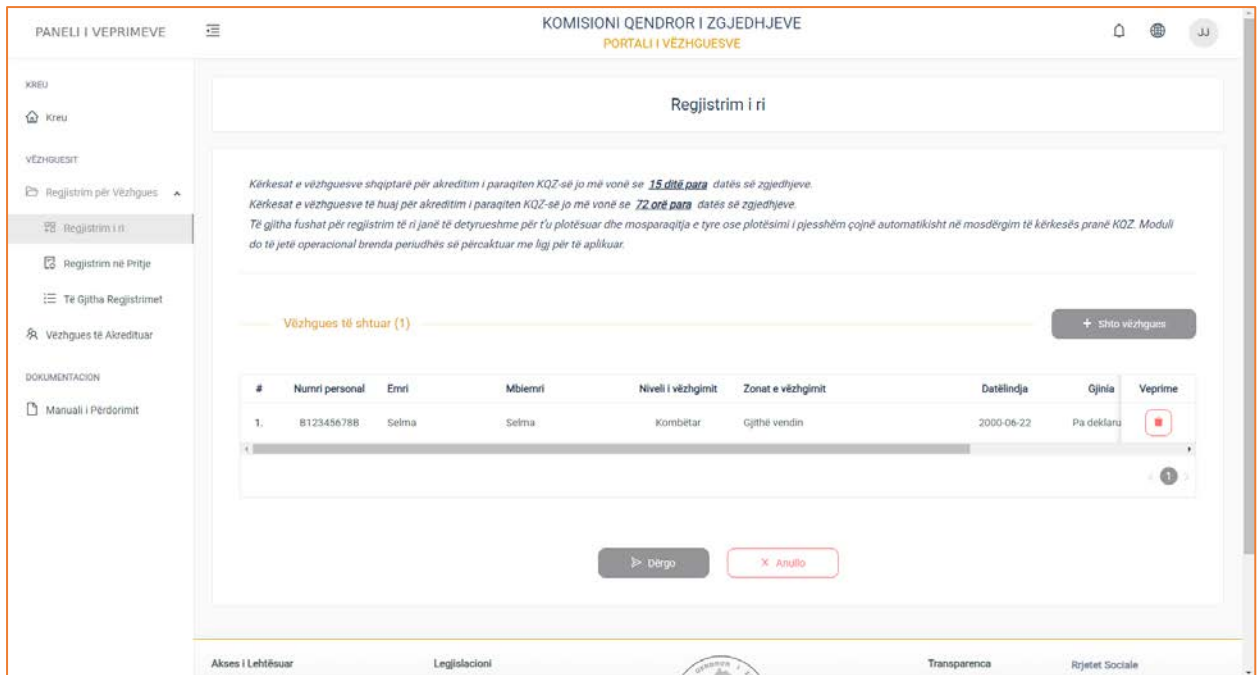 PANELI I VEPRIMEVE
KOMISIONI QENDROR I ZGJEDHJEVE
PORTALI I VËZHGUESVE
JJ
KREU
Kreu
VËZHGUESIT
Regjistrim për Vëzhgues
Regjistrim i ri
Regjistrim në Pritje
Të Gjitha Regjistrimet
Vëzhgues të Akredituar
DOKUMENTACION
Manuali i Përdorimit
Regjistrim i ri
Kërkesat e vëzhguesve shqiptarë për akreditim i paraqiten KQZ-së jo më vonë se 15 ditë para datës së zgjedhjeve.
Kërkesat e vëzhguesve të huaj për akreditim i paraqiten KQZ-së jo më vonë se 72 orë para datës së zgjedhjeve.
Të gjitha fushat për regjistrim të ri janë të detyrueshme për t'u plotësuar dhe mosparaqitja e tyre ose plotësimi i pjesshëm çojnë automatikisht në mosdërgim të kërkesës pranë KQZ. Moduli
do të jetë operacional brenda periudhës së përcaktuar me ligj për të aplikuar.
Vëzhgues të shtuar (1)
+ Shto vëzhgues
# Numri personal Emri Mbiemri Niveli i vëzhgimit Zonat e vëzhgimit Datëlindja Gjinia Veprime
1. B12345678B Selma Selma Kombëtar Gjithë vendin 2000-06-22 Pa deklaru
1
Dërgo
× Anullo
Akses i Lehtësuar Legjislacioni Transparenca Rrjetet Sociale